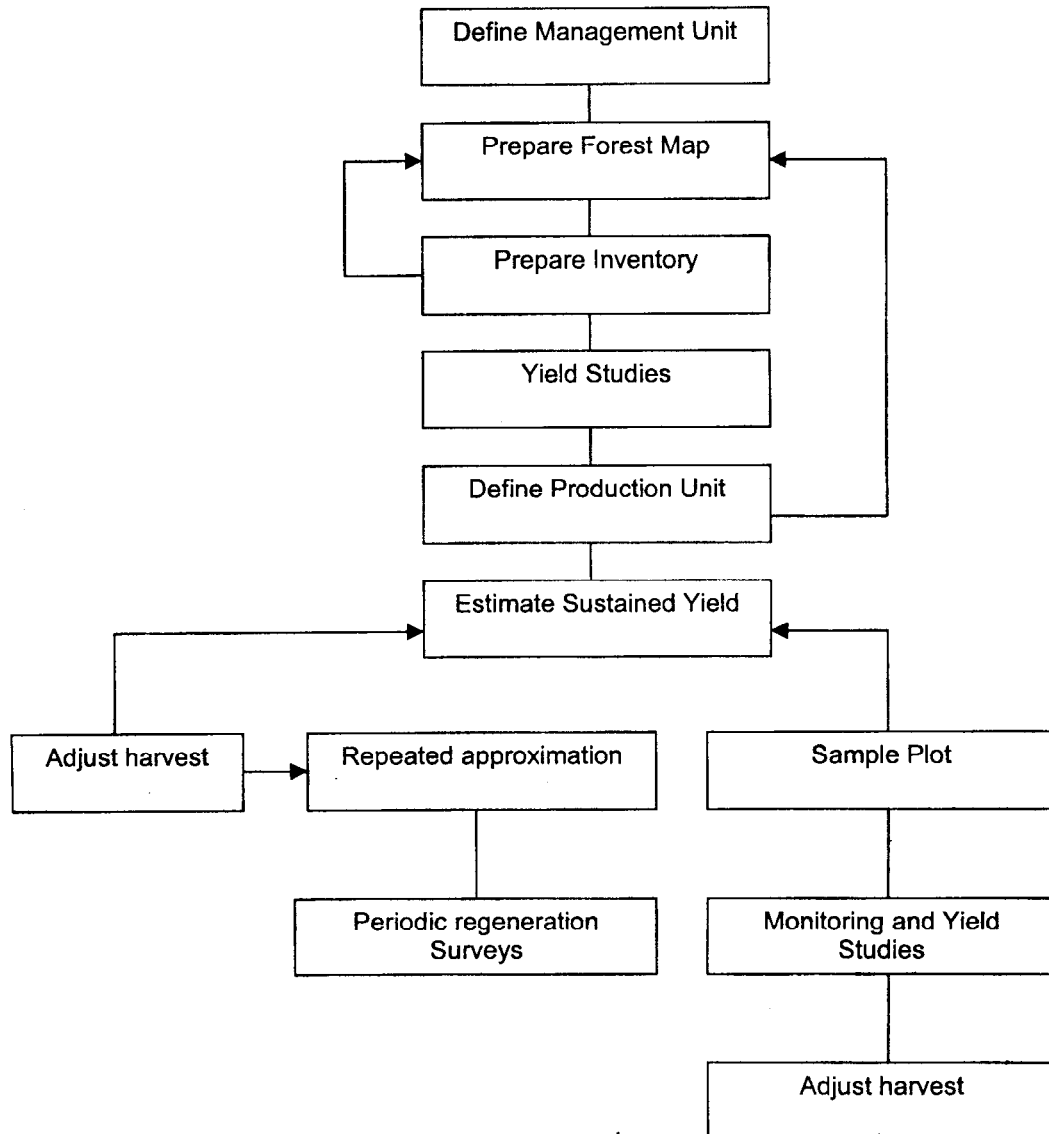 Define Management Unit
Prepare Forest Map
Prepare Inventory
Yield Studies
Define Production Unit
Estimate Sustained Yield
Adjust harvest
Repeated approximation
Sample Plot
Periodic regeneration
Surveys
Monitoring and Yield
Studies
Adjust harvest